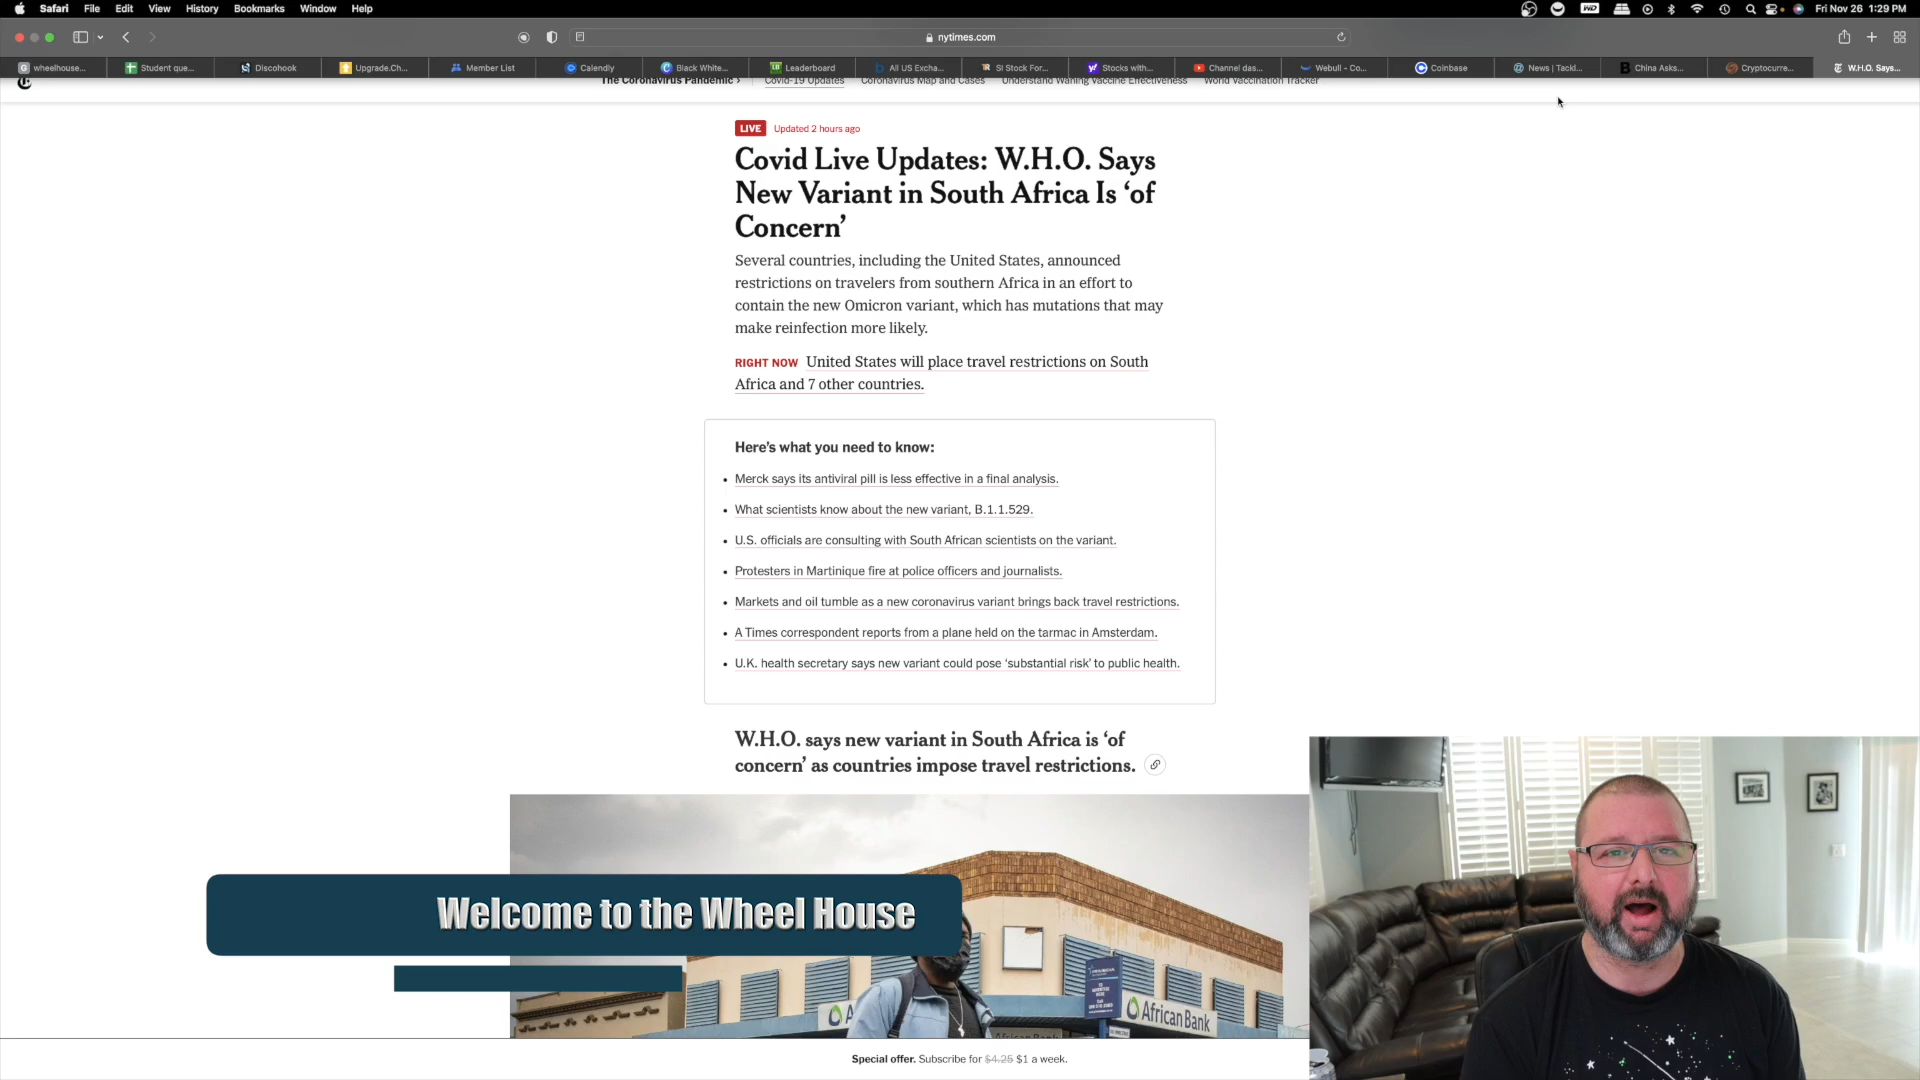 Safari File Edit View History Bookmarks Window Help
Fri Nov 26 1:29 PM
nytimes.com
wheelhouse...
Student que...
Discohook
Upgrade.Ch...
Member List
Calendly
Black White...
Leaderboard
All US Excha...
SI Stock For...
Stocks with...
Channel das...
Webull - Co...
Coinbase
News | Tackl...
China Asks...
Cryptocurre...
W.H.O. Says...
The Coronavirus Pandemic › Covid-19 Updates Coronavirus Map and Cases Understand Waning Vaccine Effectiveness World Vaccination Tracker
LIVE Updated 2 hours ago
Covid Live Updates: W.H.O. Says
New Variant in South Africa Is ‘of
Concern’
Several countries, including the United States, announced
restrictions on travelers from southern Africa in an effort to
contain the new Omicron variant, which has mutations that may
make reinfection more likely.
RIGHT NOW United States will place travel restrictions on South
Africa and 7 other countries.
Here’s what you need to know:
• Merck says its antiviral pill is less effective in a final analysis.
• What scientists know about the new variant, B.1.1.529.
• U.S. officials are consulting with South African scientists on the variant.
• Protesters in Martinique fire at police officers and journalists.
• Markets and oil tumble as a new coronavirus variant brings back travel restrictions.
• A Times correspondent reports from a plane held on the tarmac in Amsterdam.
• U.K. health secretary says new variant could pose ‘substantial risk’ to public health.
W.H.O. says new variant in South Africa is ‘of
concern’ as countries impose travel restrictions.
Welcome to the Wheel House
African Bank
African Bank
Special offer. Subscribe for $4.25 $1 a week.